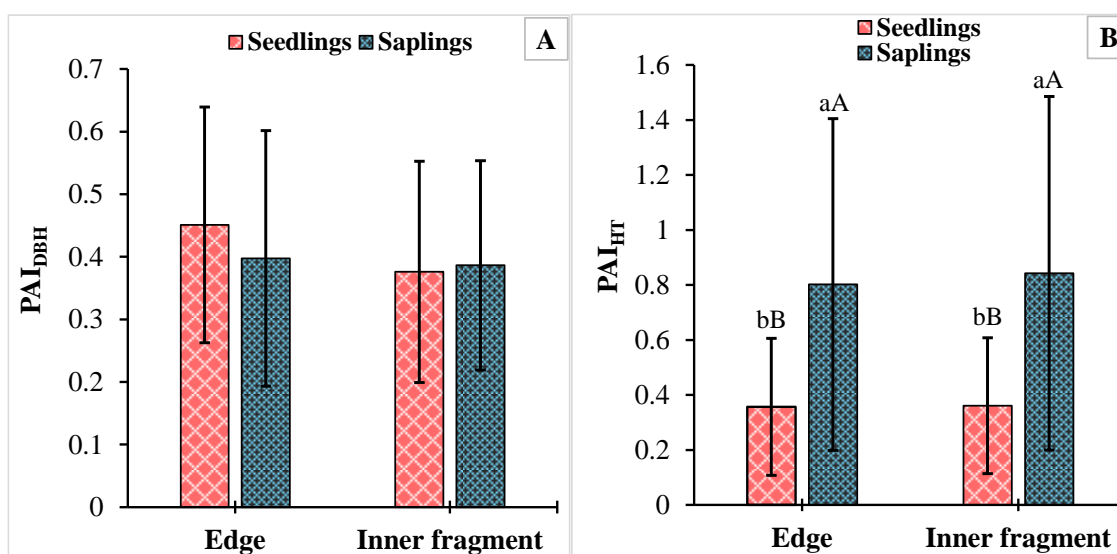 Seedlings Saplings A
0.7
0.6
0.5
0.4
0.3
0.2
0.1
0
PAI_DBH
Edge Inner fragment
Seedlings
Saplings
B
1.6
1.4
1.2
1
0.8
0.6
0.4
0.2
0
PAI_HT
bB aA bB aA
Edge Inner fragment